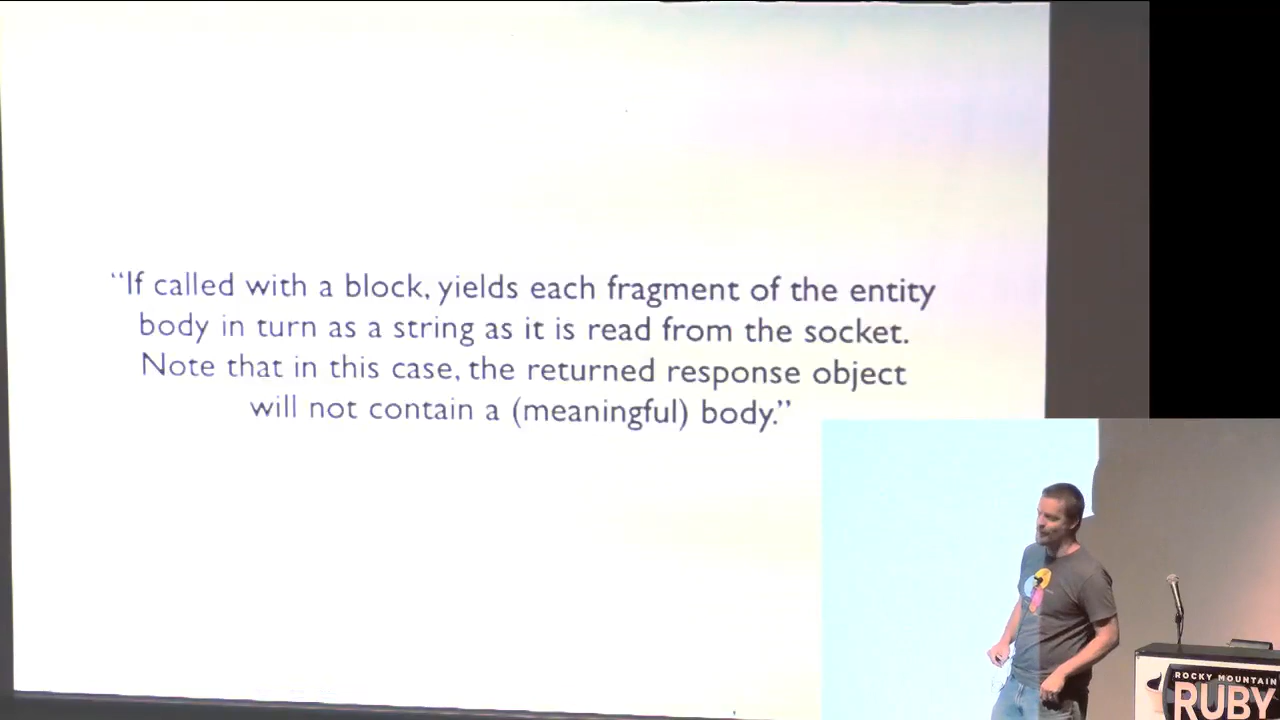 “If called with a block, yields each fragment of the entity
body in turn as a string as it is read from the socket.
Note that in this case, the returned response object
will not contain a (meaningful) body.”
ROCKY MOUNTAIN
RUBY